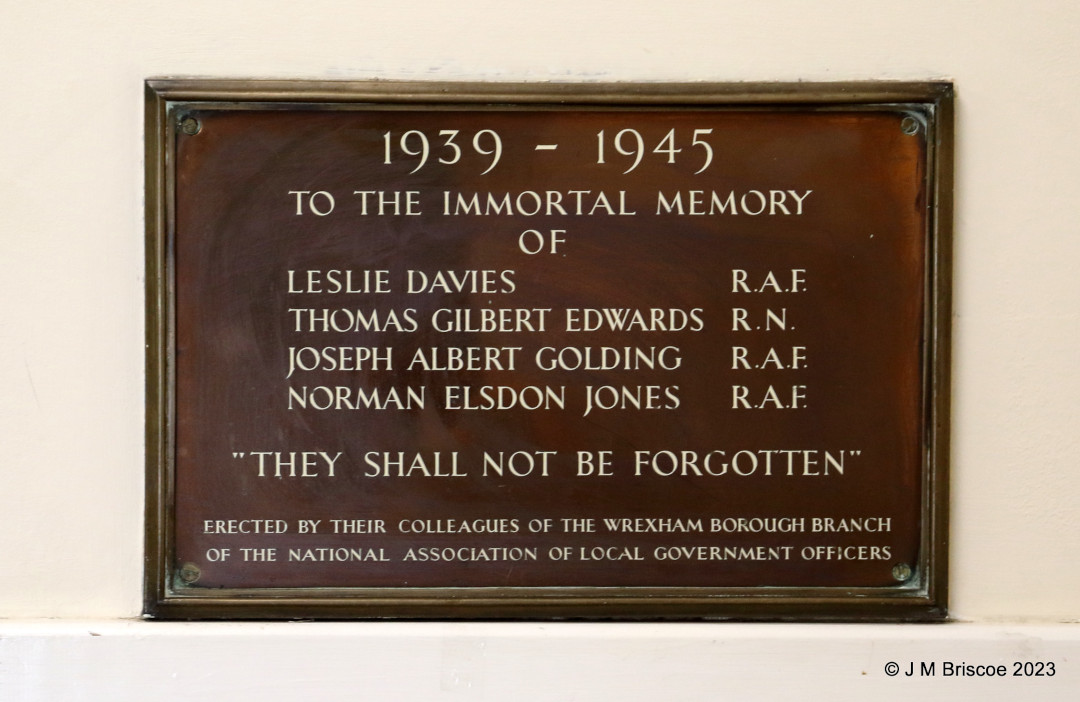 1939 - 1945
TO THE IMMORTAL MEMORY
OF
LESLIE DAVIES R.A.F.
THOMAS GILBERT EDWARDS R.N.
JOSEPH ALBERT GOLDING R.A.F.
NORMAN ELSDON JONES R.A.F.
"THEY SHALL NOT BE FORGOTTEN"
ERECTED BY THEIR COLLEAGUES OF THE WREXHAM BOROUGH BRANCH
OF THE NATIONAL ASSOCIATION OF LOCAL GOVERNMENT OFFICERS
© J M Briscoe 2023